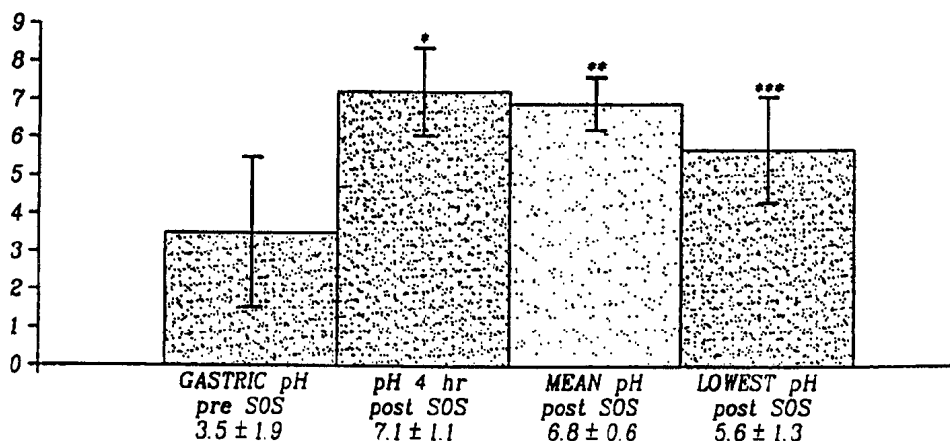 9
8
7
6
5
4
3
2
1
0
*
**
***
GASTRIC pH
pre SOS
3.5 ± 1.9
pH 4 hr
post SOS
7.1 ± 1.1
MEAN pH
post SOS
6.8 ± 0.6
LOWEST pH
post SOS
5.6 ± 1.3